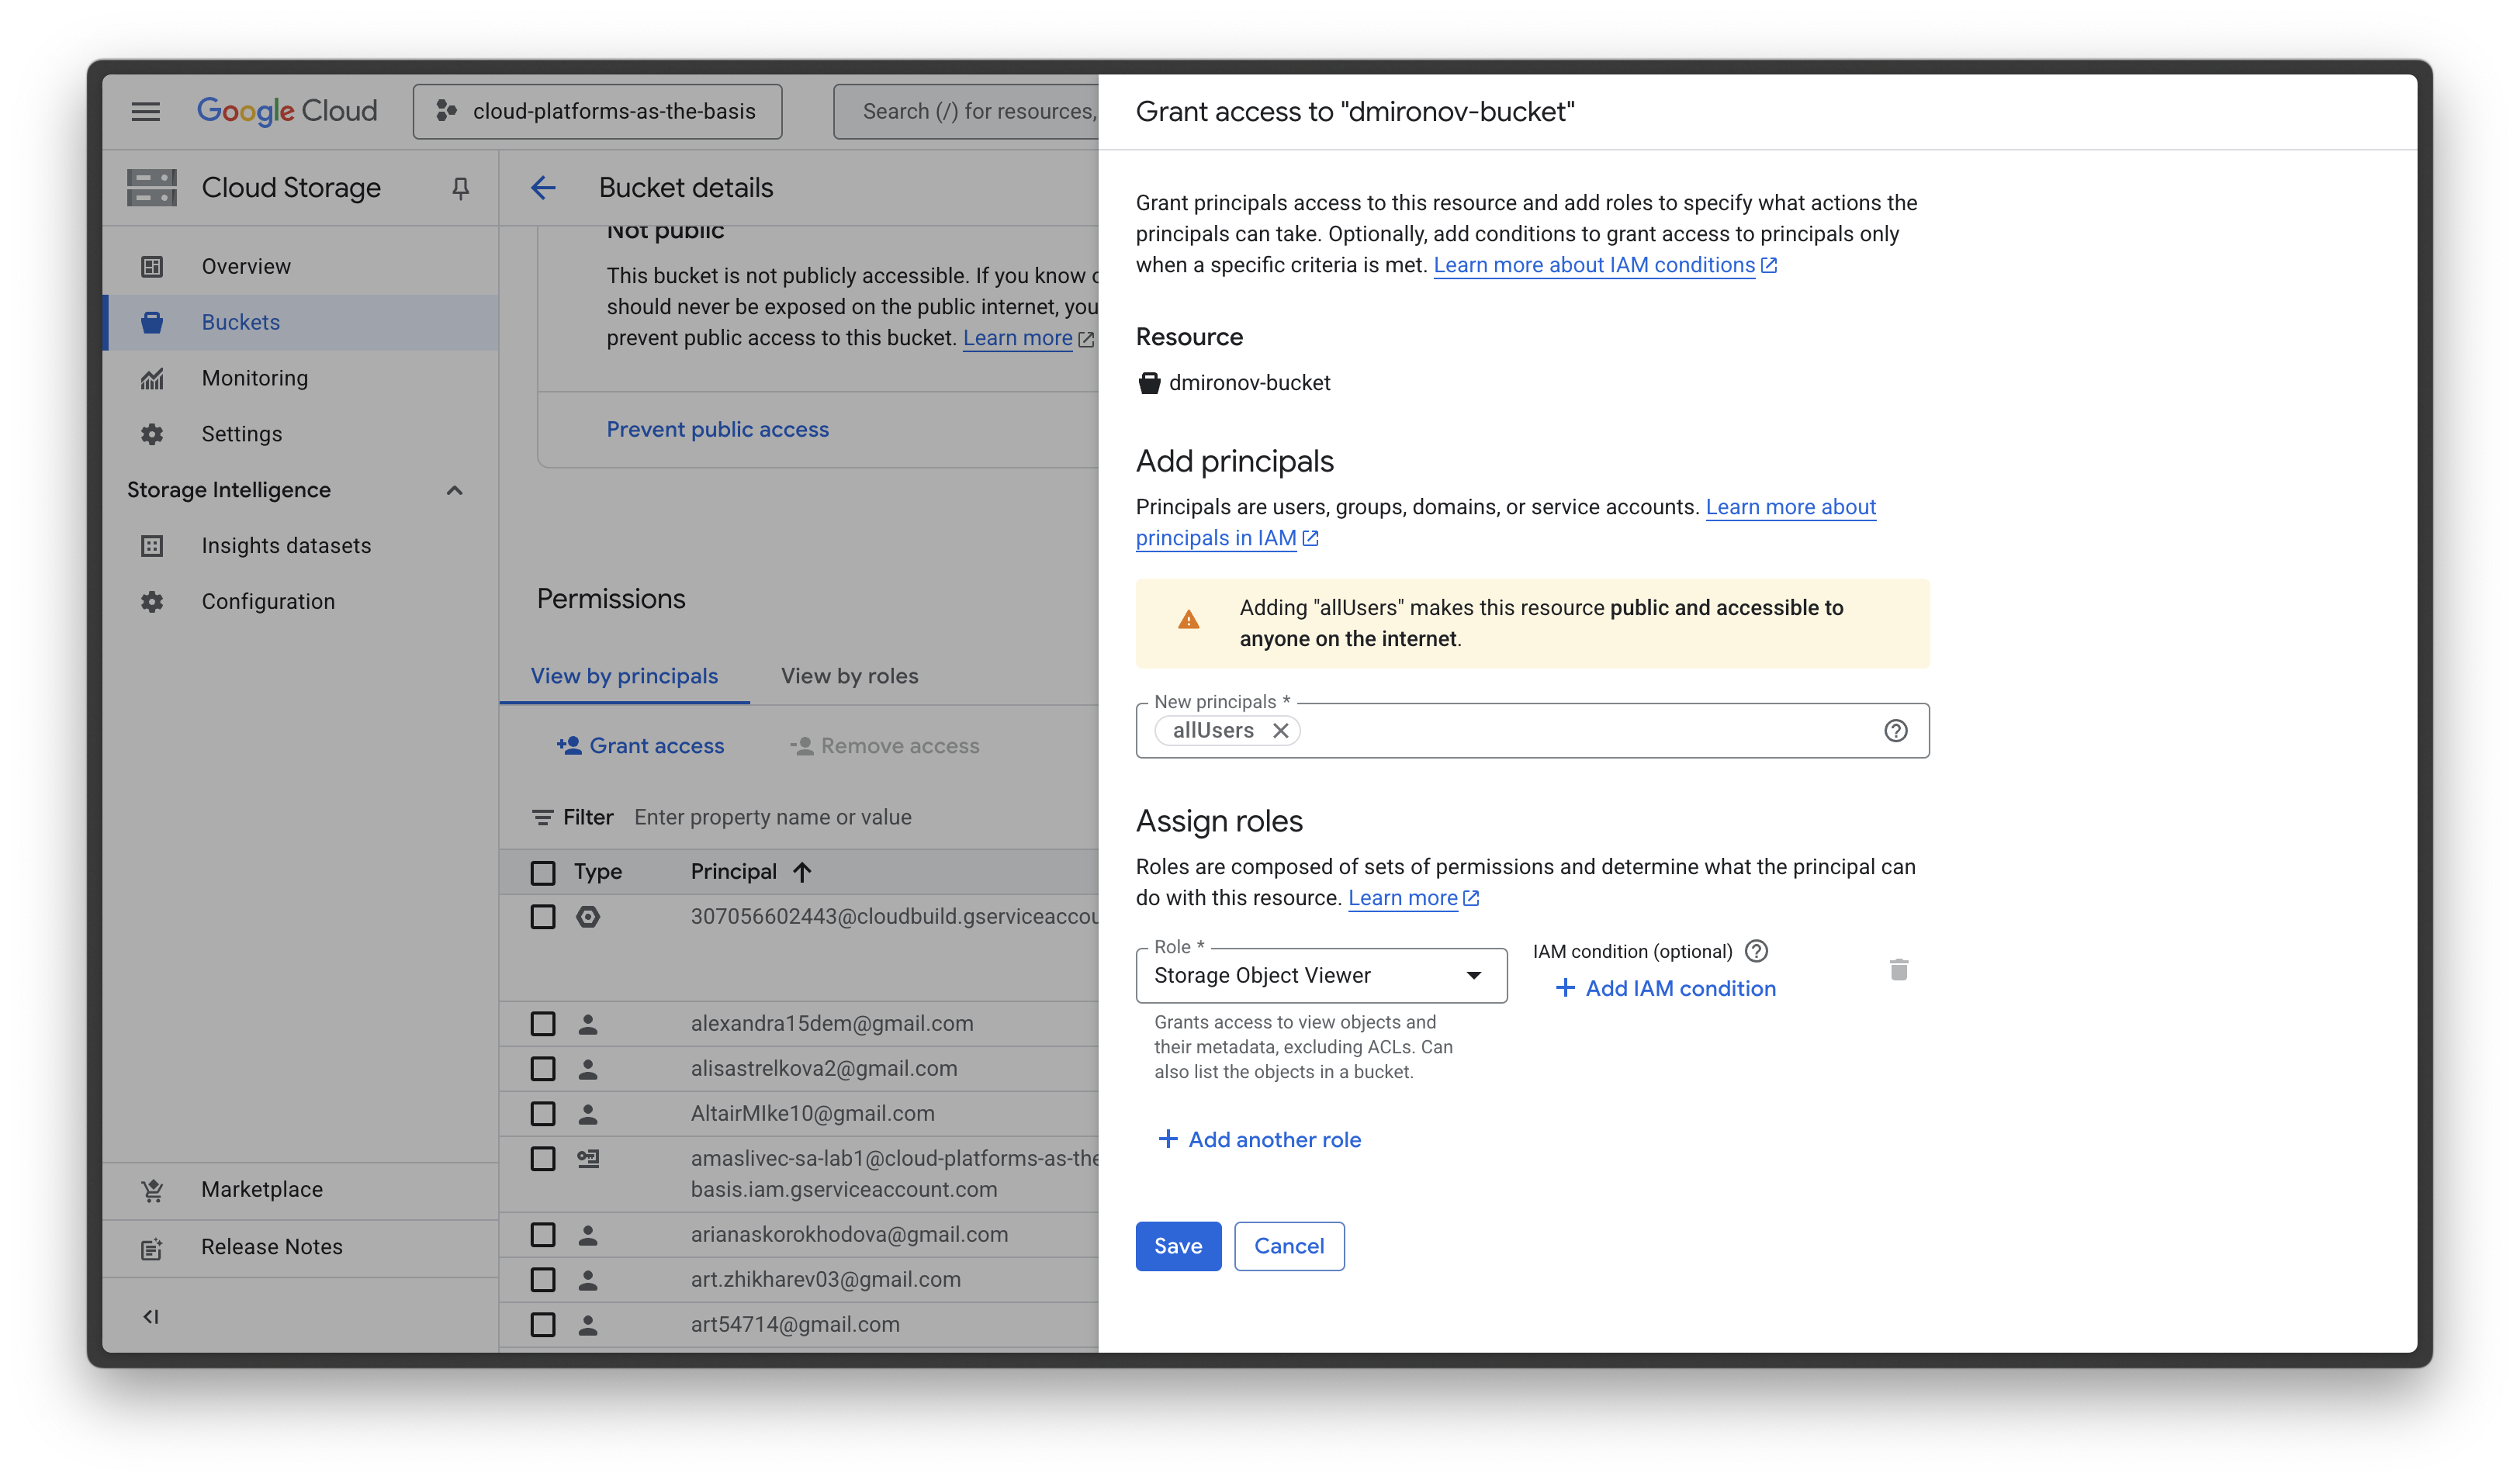 Google Cloud
cloud-platforms-as-the-basis
Search (/) for resources,
Cloud Storage
Overview
Buckets
Monitoring
Settings
Storage Intelligence
Insights datasets
Configuration
Marketplace
Release Notes
Bucket details
Not public
This bucket is not publicly accessible. If you know
should never be exposed on the public internet, you
prevent public access to this bucket. Learn more
Prevent public access
Permissions
View by principals
View by roles
Grant access
Remove access
Filter Enter property name or value
Type Principal
307056602443@cloudbuild.gserviceaccou
alexandra15dem@gmail.com
alisastrelkova2@gmail.com
AltairMIke10@gmail.com
amaslivec-sa-lab1@cloud-platforms-as-the
basis.iam.gserviceaccount.com
arianaskorokhodova@gmail.com
art.zhikharev03@gmail.com
art54714@gmail.com
Grant access to "dmironov-bucket"
Grant principals access to this resource and add roles to specify what actions the
principals can take. Optionally, add conditions to grant access to principals only
when a specific criteria is met. Learn more about IAM conditions
Resource
dmironov-bucket
Add principals
Principals are users, groups, domains, or service accounts. Learn more about
principals in IAM
Adding "allUsers" makes this resource public and accessible to
anyone on the internet.
New principals *
allUsers
Assign roles
Roles are composed of sets of permissions and determine what the principal can
do with this resource. Learn more
Role *
Storage Object Viewer
Grants access to view objects and
their metadata, excluding ACLs. Can
also list the objects in a bucket.
IAM condition (optional)
+ Add IAM condition
+ Add another role
Save
Cancel